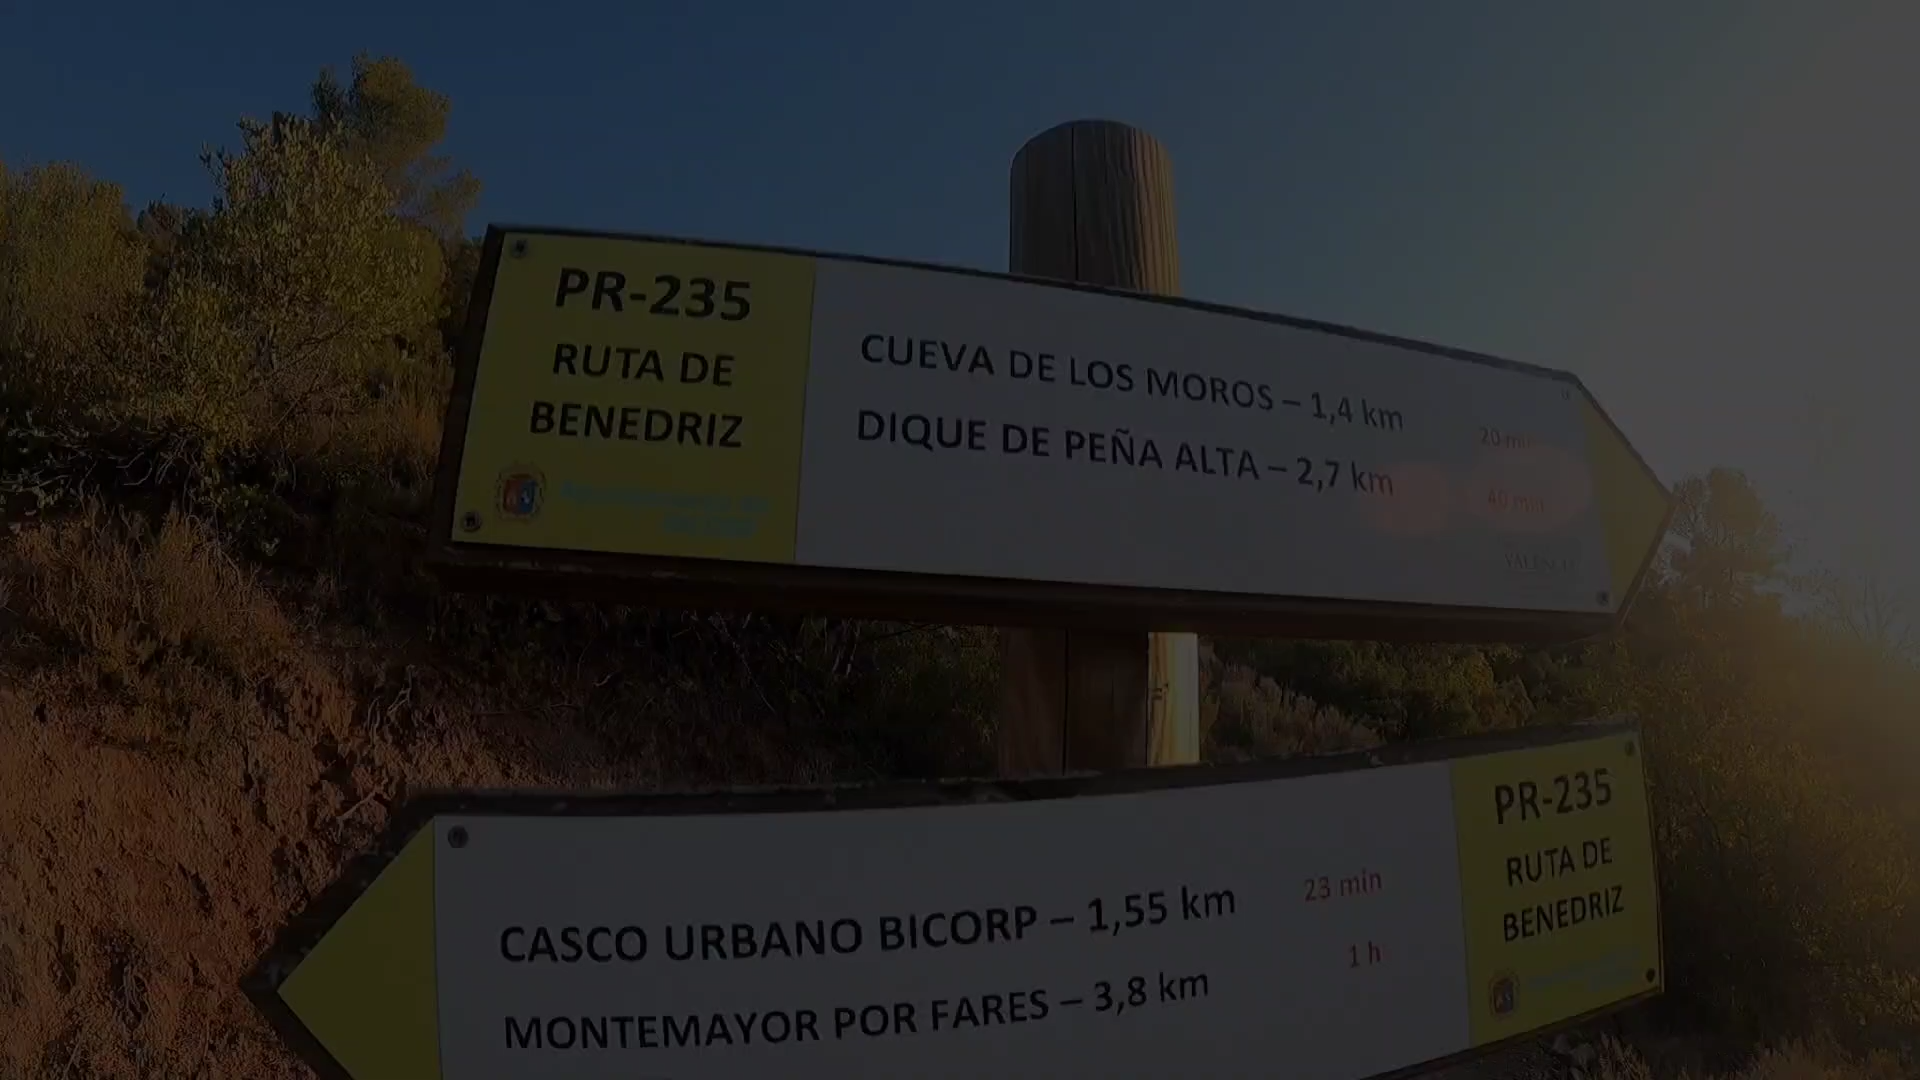 PR-235
RUTA DE
BENEDRIZ
CUEVA DE LOS MOROS – 1,4 km
20 min
DIQUE DE PEÑA ALTA – 2,7 km
40 min
CASCO URBANO BICORP – 1,55 km
23 min
MONTEMAYOR POR FARES – 3,8 km
1 h
PR-235
RUTA DE
BENEDRIZ